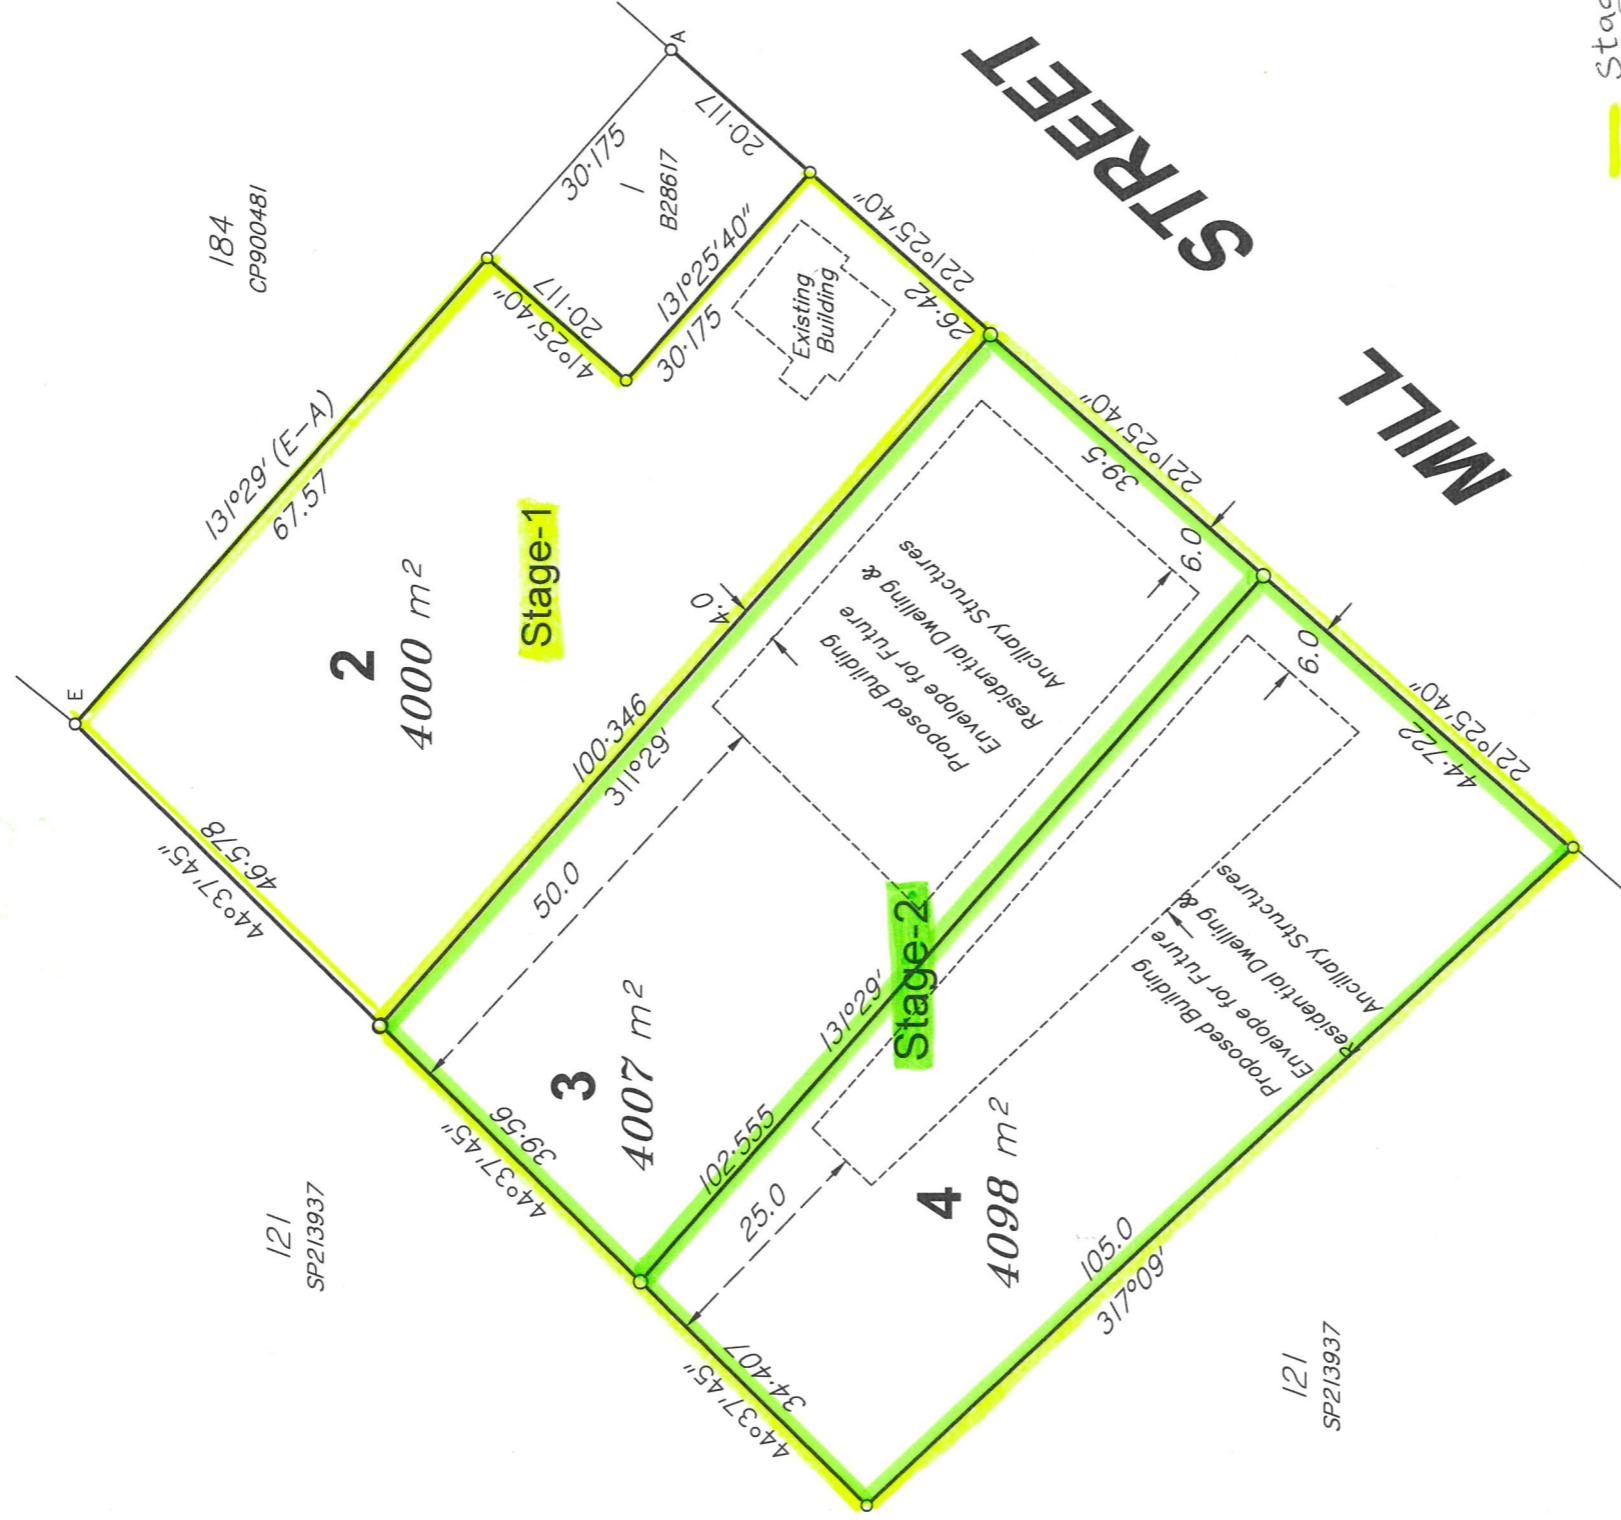 184
CP900481
A
20·117
30·175
1
B28617
STREET
MILL
Stag
E
131°29' (E-A)
67.57
41°25'40"
20·117
131°25'40"
30·175
Existing
Building
221°25'40"
26·42
2
4000 m²
Stage-1
44°37'45"
46·578
100·346
311°29'
4.0
221°25'40"
39·5
6.0
Proposed Building
Envelope for Future
Residential Dwelling &
Ancillary Structures
50.0
3
4007 m²
44°37'45"
39·56
131°29'
102·555
Stage-2
6.0
221°25'40"
44·722
Proposed Building
Envelope for Future
Residential Dwelling &
Ancillary Structures
25.0
4
4098 m²
44°37'45"
34·407
105.0
317°09'
121
SP213937
121
SP213937